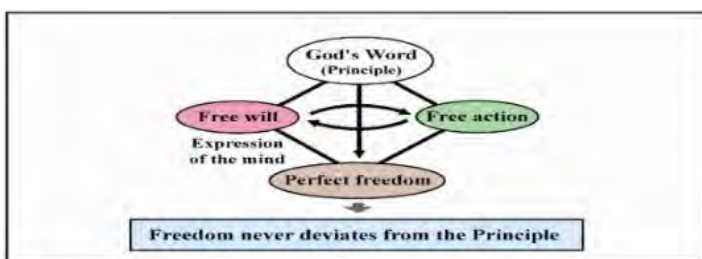 God's Word
(Principle)
Free will
Free action
Expression
of the mind
Perfect freedom
Freedom never deviates from the Principle